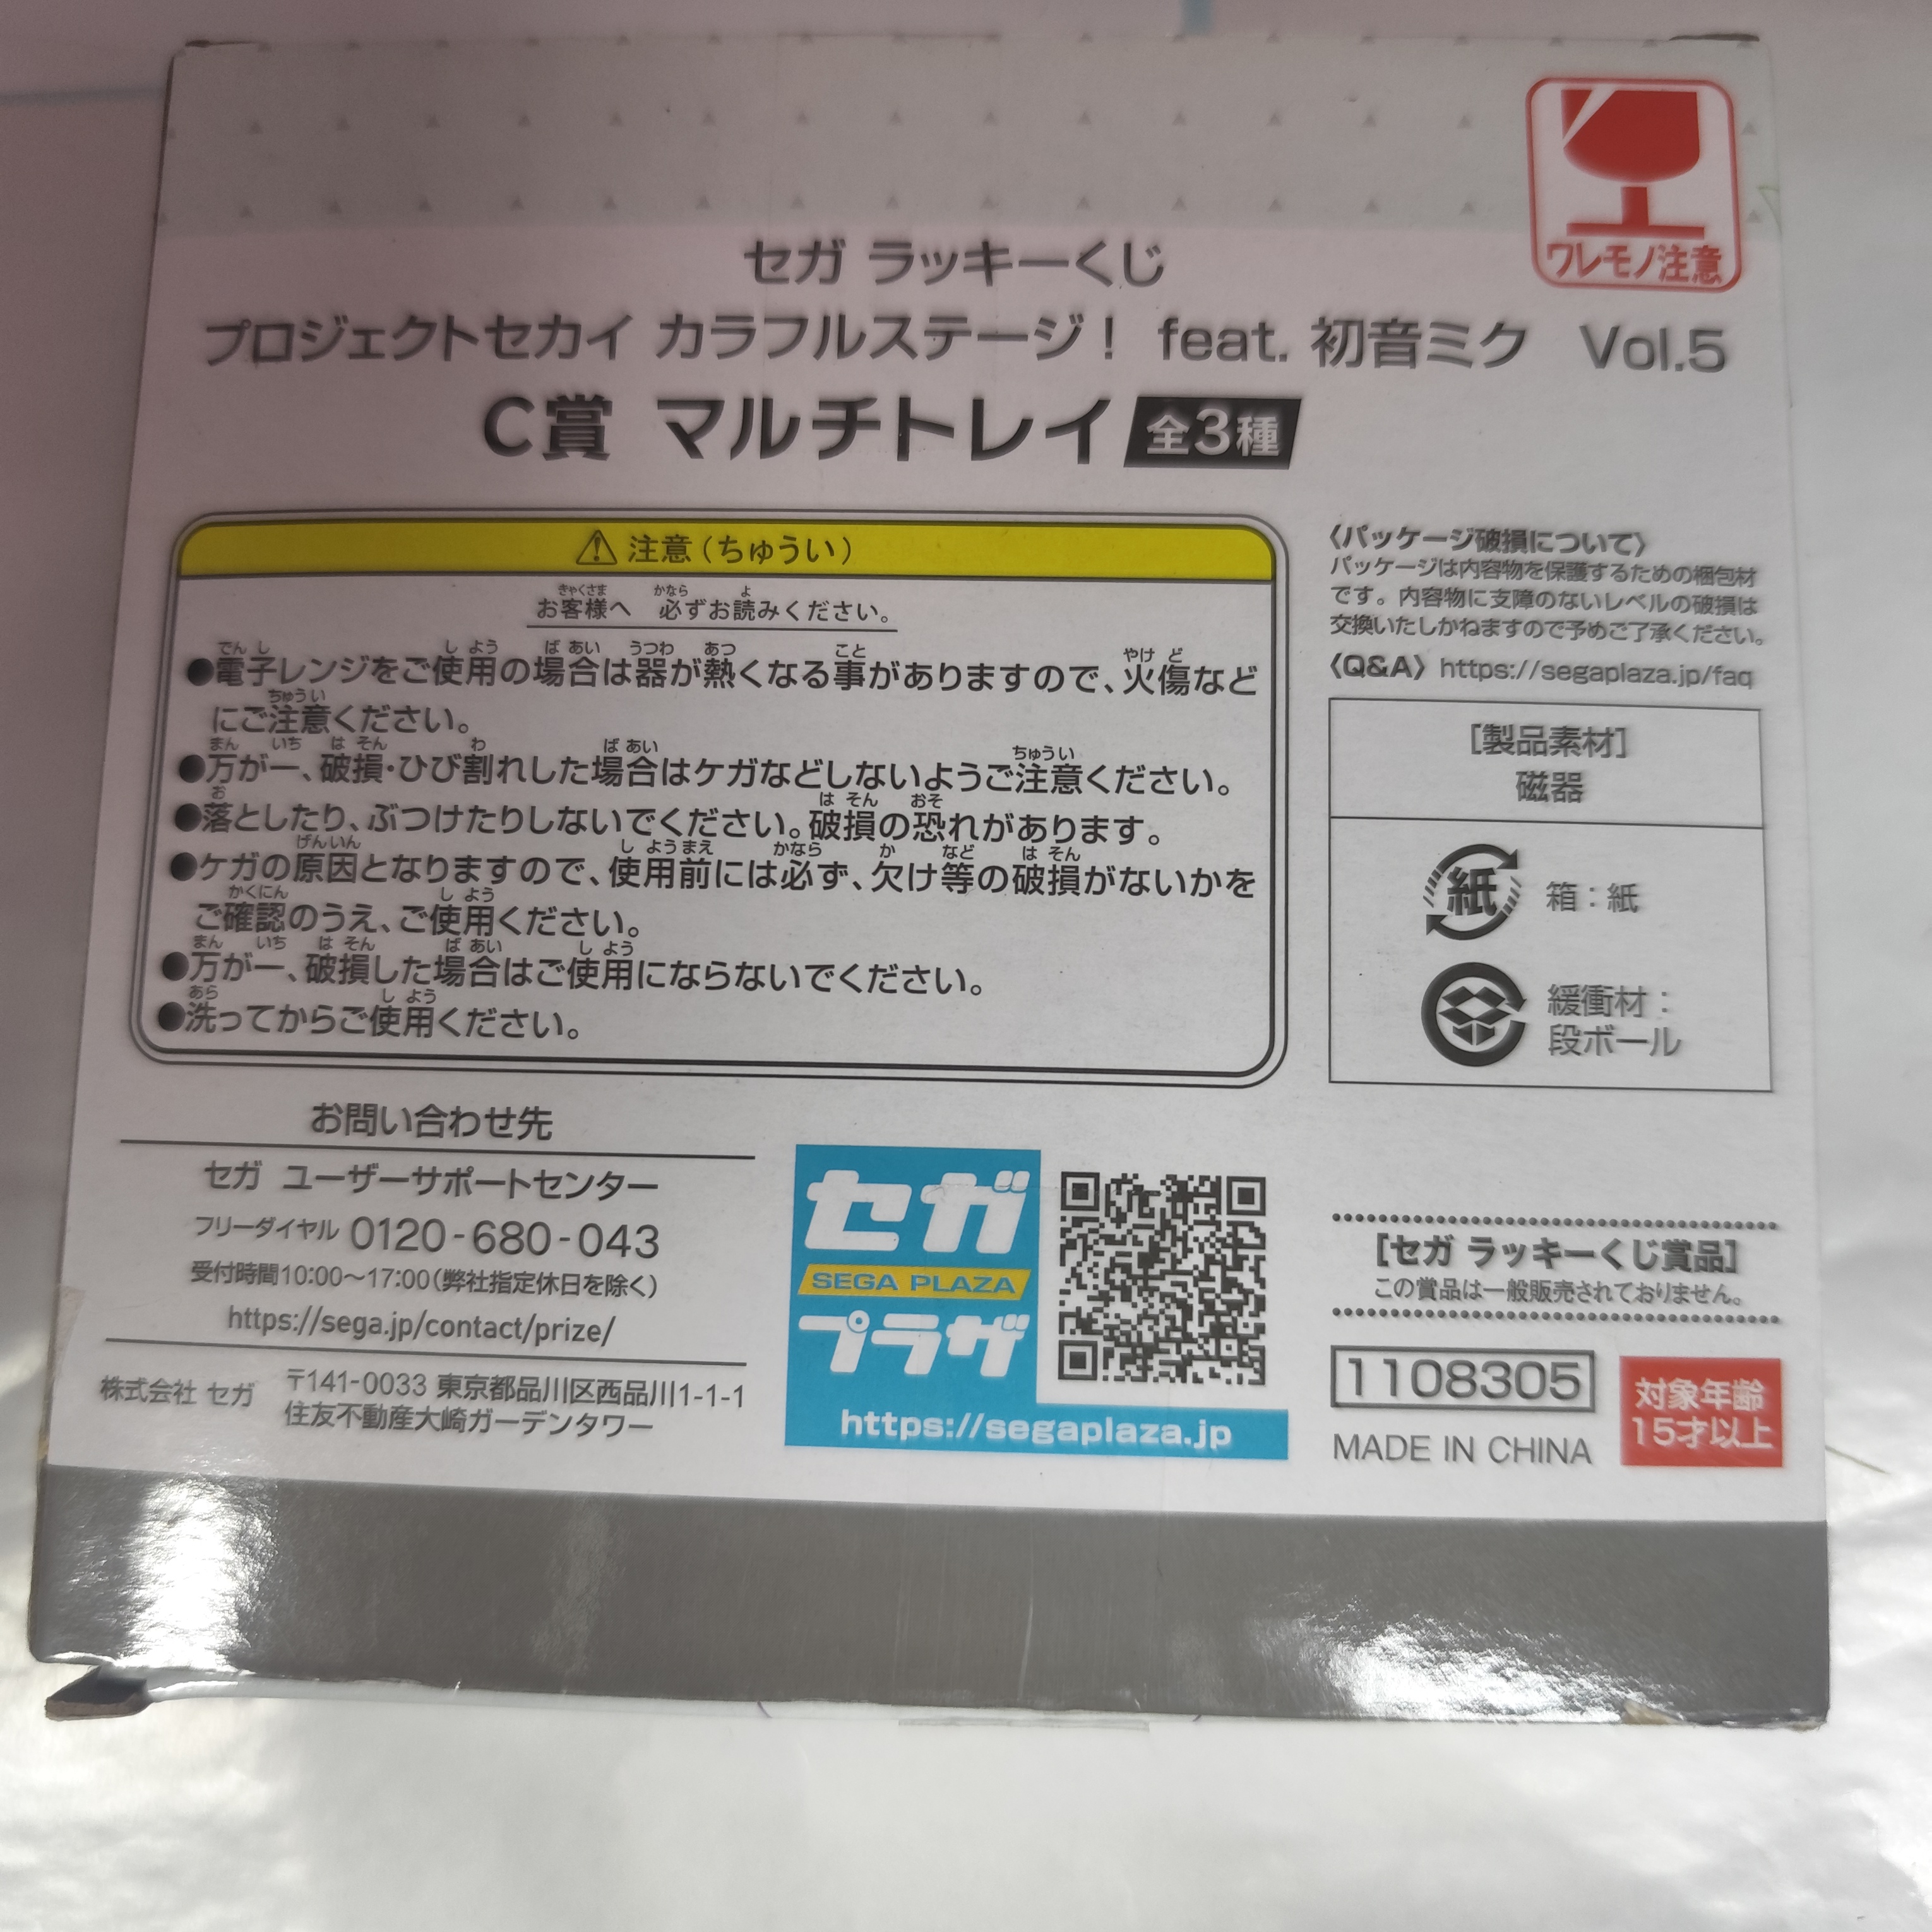 ワレモノ注意
セガ ラッキーくじ
プロジェクトセカイ カラフルステージ! feat. 初音ミク Vol.5
C賞 マルチトレイ 全3種
⚠ 注意(ちゅうい)
お客様へ 必ずお読みください。
●電子レンジをご使用の場合は器が熱くなる事がありますので、火傷など
にご注意ください。
●万が一、破損・ひび割れした場合はケガなどしないようご注意ください。
●落としたり、ぶつけたりしないでください。破損の恐れがあります。
●ケガの原因となりますので、使用前には必ず、欠け等の破損がないかを
ご確認のうえ、ご使用ください。
●万が一、破損した場合はご使用にならないでください。
●洗ってからご使用ください。
〈パッケージ破損について〉
パッケージは内容物を保護するための梱包材
です。内容物に支障のないレベルの破損は
交換いたしかねますので予めご了承ください。
〈Q&A〉https://segaplaza.jp/faq
[製品素材]
磁器
紙 箱:紙
緩衝材:
段ボール
お問い合わせ先
セガ ユーザーサポートセンター
フリーダイヤル 0120-680-043
受付時間10:00～17:00(弊社指定休日を除く)
https://sega.jp/contact/prize/
株式会社 セガ 〒141-0033 東京都品川区西品川1-1-1
住友不動産大崎ガーデンタワー
セガ
SEGA PLAZA
プラザ
https://segaplaza.jp
[セガ ラッキーくじ賞品]
この賞品は一般販売されておりません。
1108305
MADE IN CHINA
対象年齢
15才以上